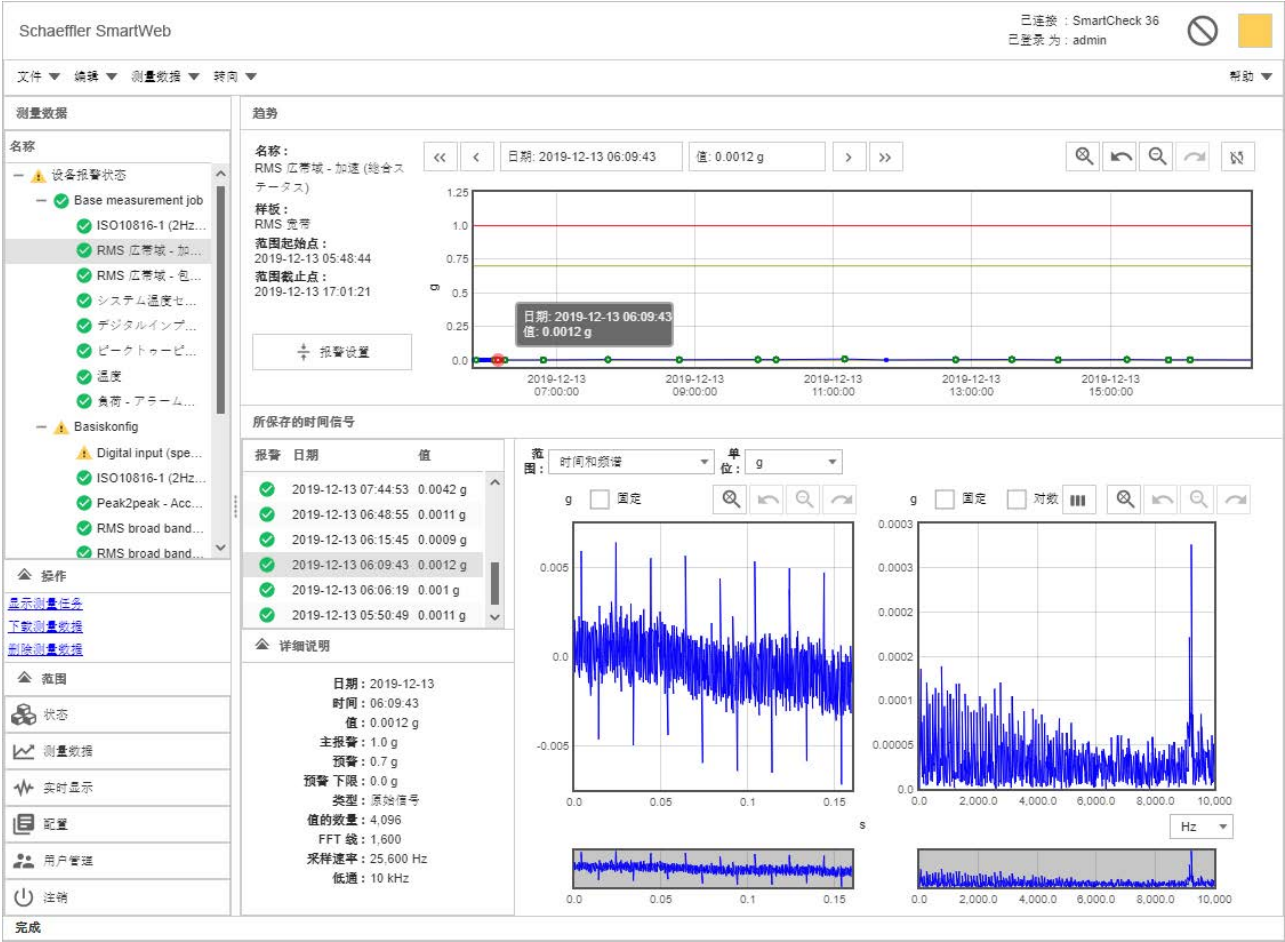 Schaeffler SmartWeb
已连接 : SmartCheck 36
已登录 为 : admin
文件 编辑 测量数据 转向
帮助
测量数据
名称
设备报警状态
Base measurement job
ISO10816-1 (2Hz...
RMS 広帯域 - 加...
RMS 広帯域 - 包...
システム温度セ...
デジタルインプ...
ピークトゥーピ...
温度
負荷 - アラーム...
Basiskonfig
Digital input (spe...
ISO10816-1 (2Hz...
Peak2peak - Acc...
RMS broad band...
RMS broad band...
操作
显示测量任务
下载测量数据
删除测量数据
范围
状态
测量数据
实时显示
配置
用户管理
注销
完成
趋势
名称 :
RMS 広帯域 - 加速 (総合ス
テータス)
样板 :
RMS 宽带
范围起始点 :
2019-12-13 05:48:44
范围截止点 :
2019-12-13 17:01:21
报警设置
日期: 2019-12-13 06:09:43
值: 0.0012 g
1.25
1.0
0.75
g
0.5
0.25
0.0
日期: 2019-12-13 06:09:43
值: 0.0012 g
2019-12-13 2019-12-13 2019-12-13 2019-12-13 2019-12-13
07:00:00 09:00:00 11:00:00 13:00:00 15:00:00
所保存的时间信号
报警 日期 值
2019-12-13 07:44:53 0.0042 g
2019-12-13 06:48:55 0.0011 g
2019-12-13 06:15:45 0.0009 g
2019-12-13 06:09:43 0.0012 g
2019-12-13 06:06:19 0.001 g
2019-12-13 05:50:49 0.0011 g
详细说明
日期 : 2019-12-13
时间 : 06:09:43
值 : 0.0012 g
主报警 : 1.0 g
预警 : 0.7 g
预警 下限 : 0.0 g
类型 : 原始信号
值的数量 : 4,096
FFT 线 : 1,600
采样速率 : 25,600 Hz
低通 : 10 kHz
范围 : 时间和频谱
单位 : g
g 固定
0.005
0.0
-0.005
0.0 0.05 0.1 0.15
s
0.0 0.05 0.1 0.15
g 固定 对数
0.0003
0.0003
0.0002
0.0002
0.0001
0.00005
0.0
0.0 2,000.0 4,000.0 6,000.0 8,000.0 10,000
Hz
0.0 2,000.0 4,000.0 6,000.0 8,000.0 10,000